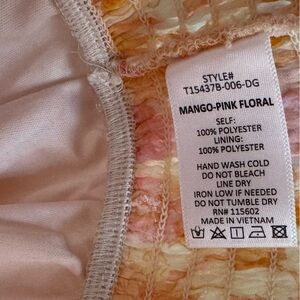 STYLE#
T15437B-006-DG
MANGO-PINK FLORAL
SELF:
100% POLYESTER
LINING:
100% POLYESTER
HAND WASH COLD
DO NOT BLEACH
LINE DRY
IRON LOW IF NEEDED
DO NOT TUMBLE DRY
RN# 115602
MADE IN VIETNAM